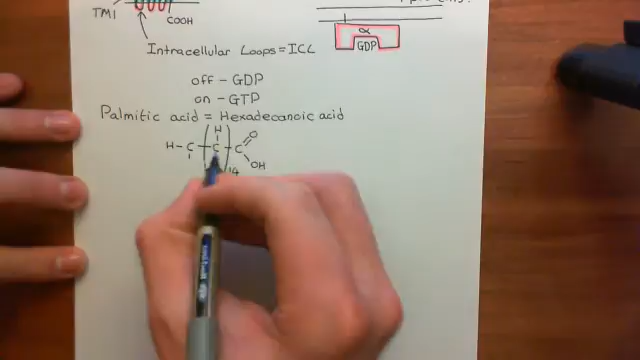 TM1
COOH
α
GDP
Intracellular Loops = ICL
off - GDP
on - GTP
Palmitic acid = Hexadecanoic acid
H
H - C - ( C ) - C O
14 OH